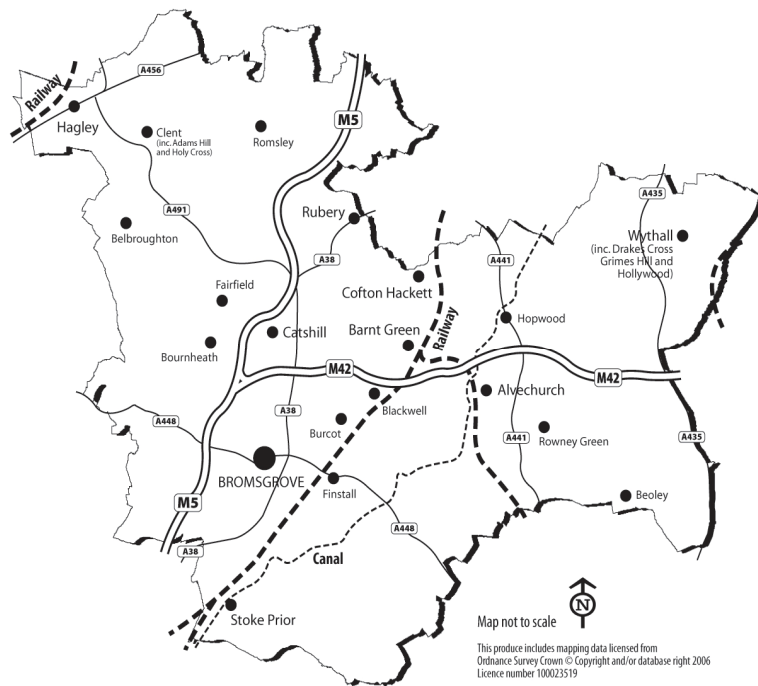 A456
Railway
Hagley
M5
Clent
(inc. Adams Hill
and Holy Cross)
Romsley
A435
A491
Rubery
Belbroughton
Wythall
(inc. Drakes Cross
Grimes Hill and
Hollywood)
A38
A441
Cofton Hackett
Fairfield
Hopwood
Railway
Catshill
Barnt Green
Bournheath
M42
M42
Alvechurch
Blackwell
A448
A38
Burcot
Rowney Green
A441
A435
BROMSGROVE
Finstall
Beoley
M5
A448
A38
Canal
Stoke Prior
N
Map not to scale
This produce includes mapping data licensed from
Ordnance Survey Crown © Copyright and/or database right 2006
Licence number 100023519